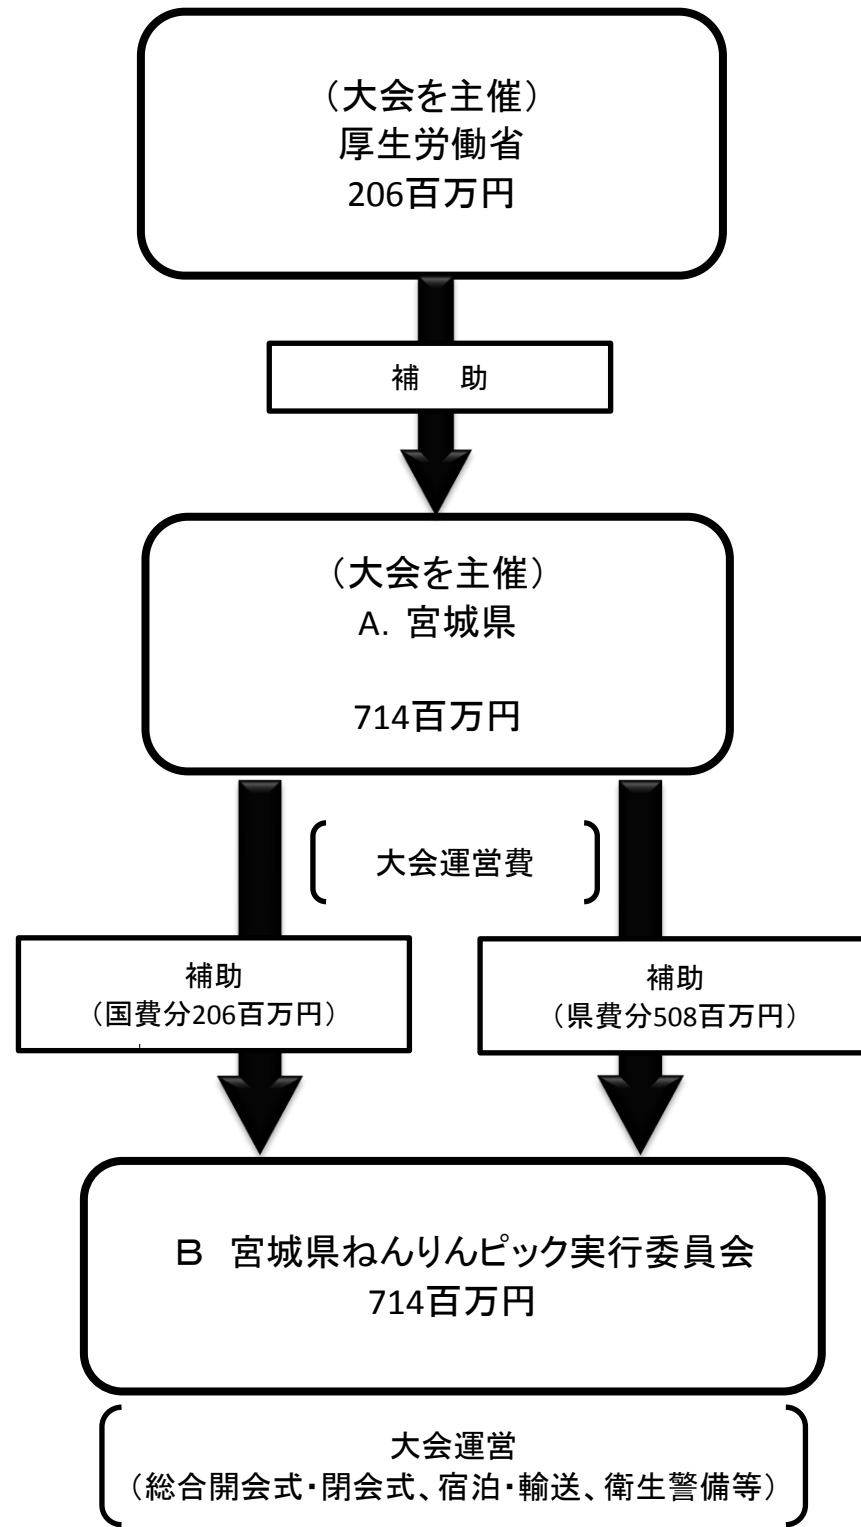 （大会を主催）
厚生労働省
206百万円
補　助
（大会を主催）
A. 宮城県
714百万円
大会運営費
補助
（国費分206百万円）
補助
（県費分508百万円）
B　宮城県ねんりんピック実行委員会
714百万円
大会運営
（総合開会式・閉会式、宿泊・輸送、衛生警備等）